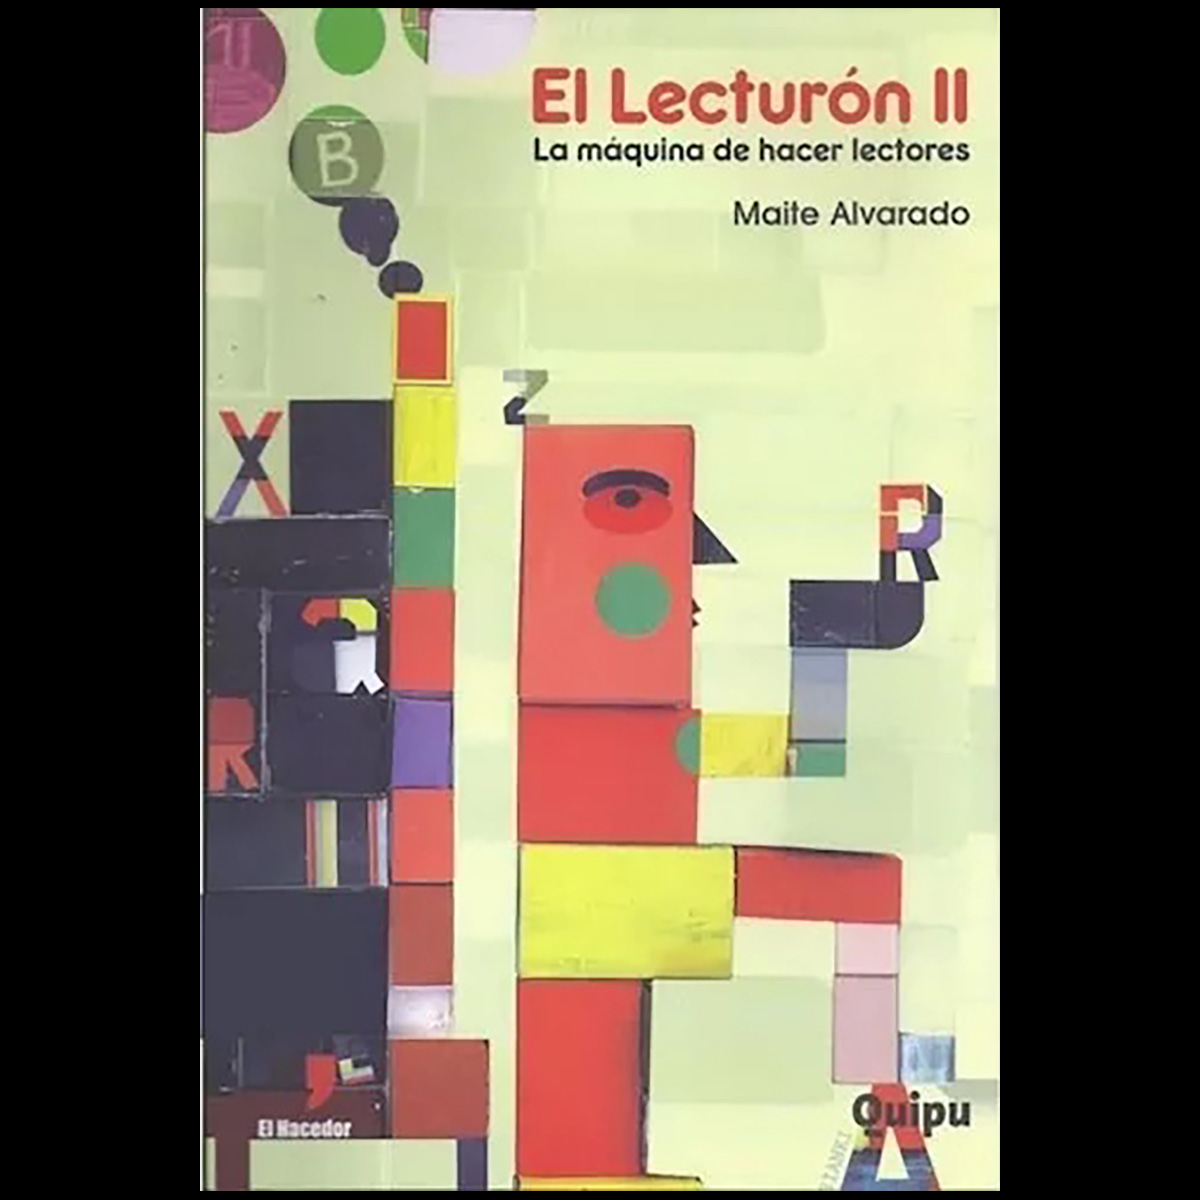 El Lecturón II
La máquina de hacer lectores
Maite Alvarado
B
Z
X
R
R
R
El Hacedor
Quipu
A